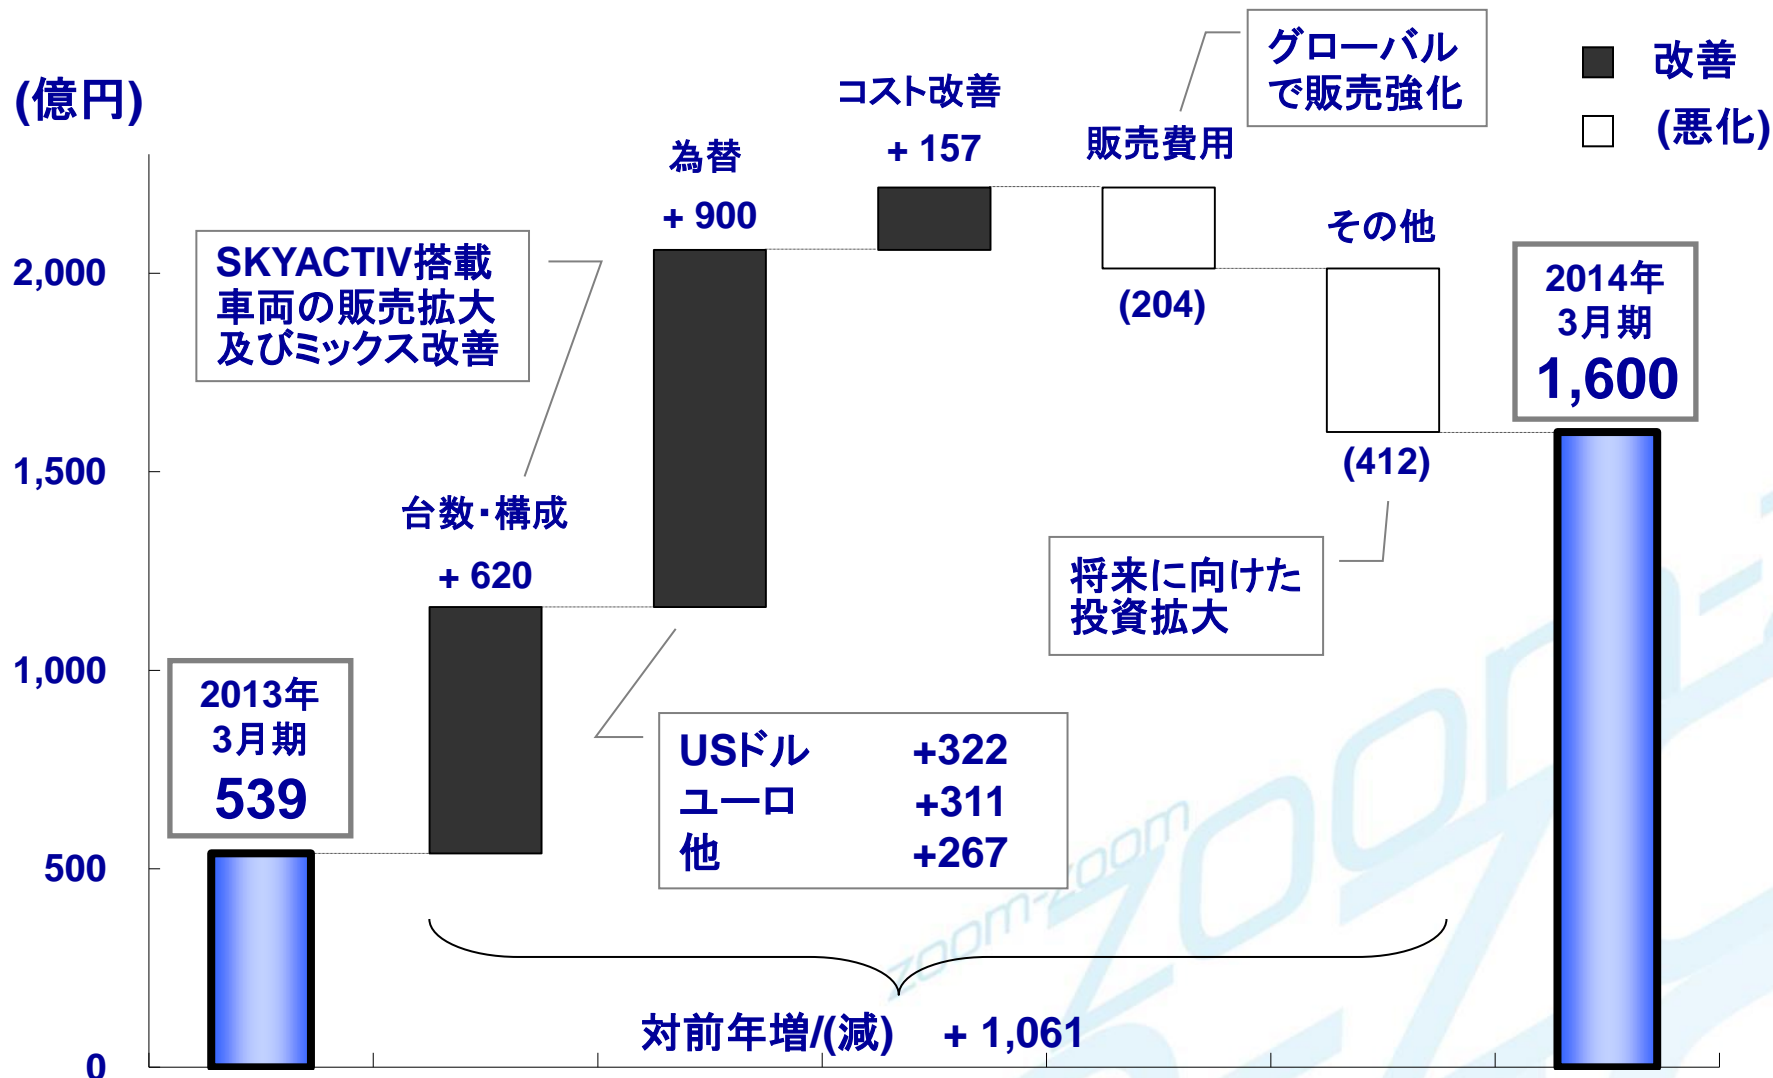 (億円)
2,000
1,500
1,000
500
0
改善
(悪化)
2013年
3月期
539
SKYACTIV搭載
車両の販売拡大
及びミックス改善
台数・構成
+ 620
為替
+ 900
USドル +322
ユーロ +311
他 +267
コスト改善
+ 157
グローバル
で販売強化
販売費用
(204)
その他
(412)
将来に向けた
投資拡大
2014年
3月期
1,600
対前年増/(減) + 1,061
zoom-zoom